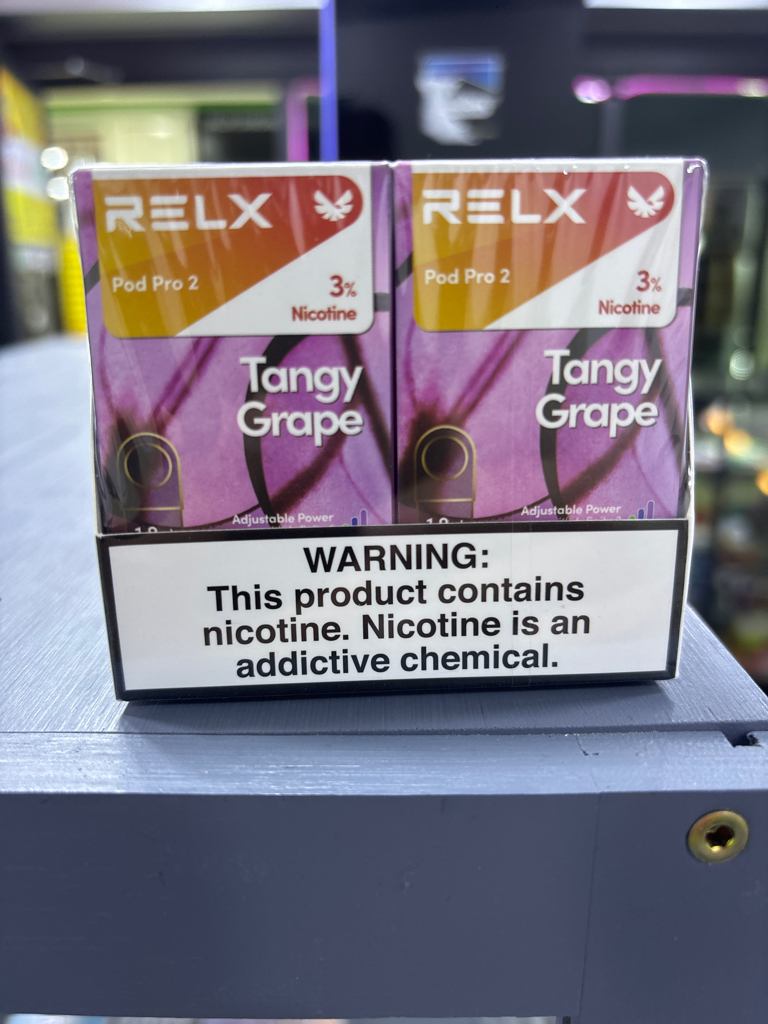 RELX
Pod Pro 2
3%
Nicotine
Tangy
Grape
Adjustable Power
RELX
Pod Pro 2
3%
Nicotine
Tangy
Grape
Adjustable Power
WARNING:
This product contains
nicotine. Nicotine is an
addictive chemical.